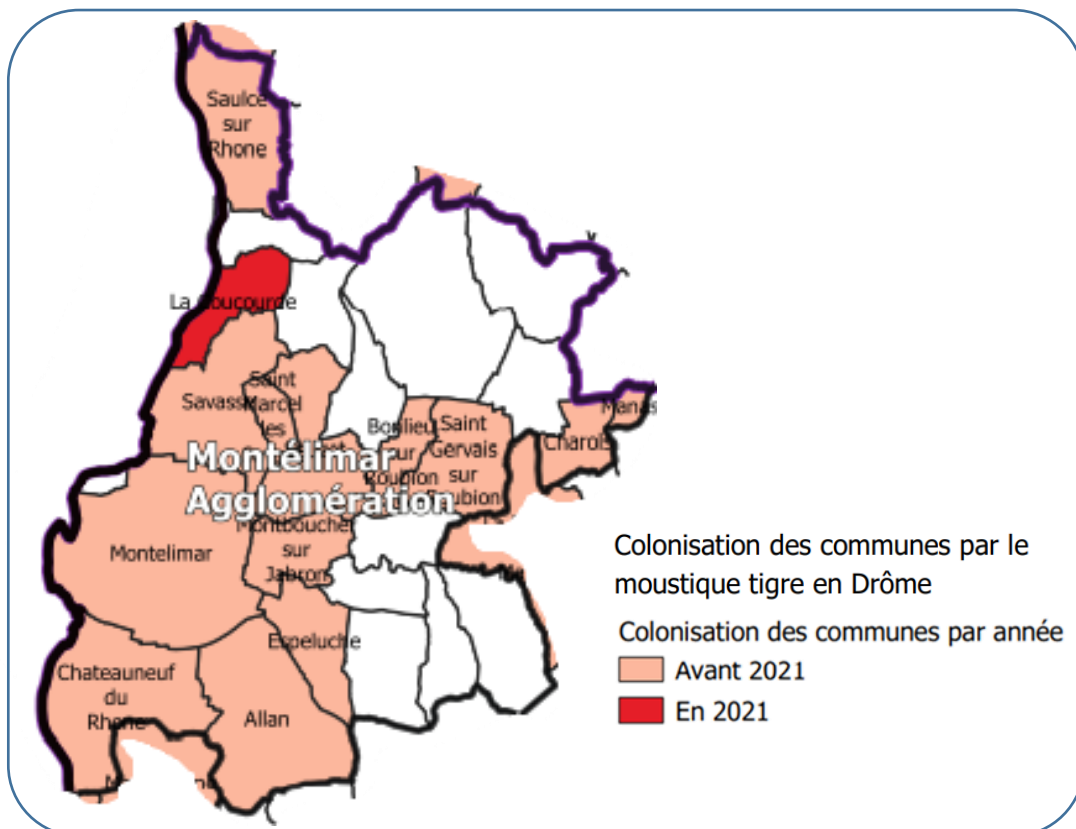 Saulce
sur
Rhone
La Coucourde
Savasse
Saint
Marcel
les
Bonlieu
sur
Roubion
Saint
Gervais
sur
Roubion
Manas
Charols
Montélimar
Agglomération
Montelimar
Montboucher
sur
Jabron
Espeluche
Chateauneuf
du
Rhone
Allan
Colonisation des communes par le
moustique tigre en Drôme
Colonisation des communes par année
Avant 2021
En 2021